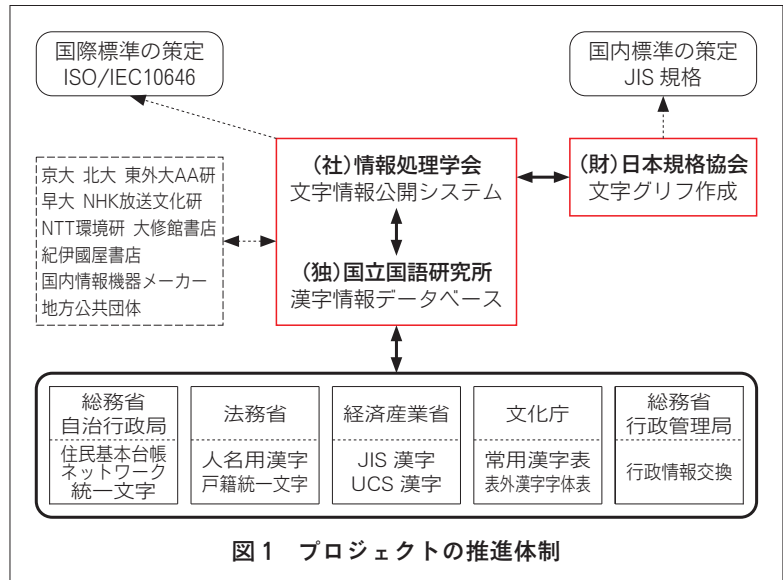 国際標準の策定
ISO/IEC10646
国内標準の策定
JIS 規格
京大 北大 東外大AA研
早大 NHK放送文化研
NTT環境研 大修館書店
紀伊國屋書店
国内情報機器メーカー
地方公共団体
(社)情報処理学会
文字情報公開システム
(独)国立国語研究所
漢字情報データベース
(財)日本規格協会
文字グリフ作成
総務省
自治行政局
住民基本台帳
ネットワーク
統一文字
法務省
人名用漢字
戸籍統一文字
経済産業省
JIS 漢字
UCS 漢字
文化庁
常用漢字表
表外漢字字体表
総務省
行政管理局
行政情報交換
図1 プロジェクトの推進体制